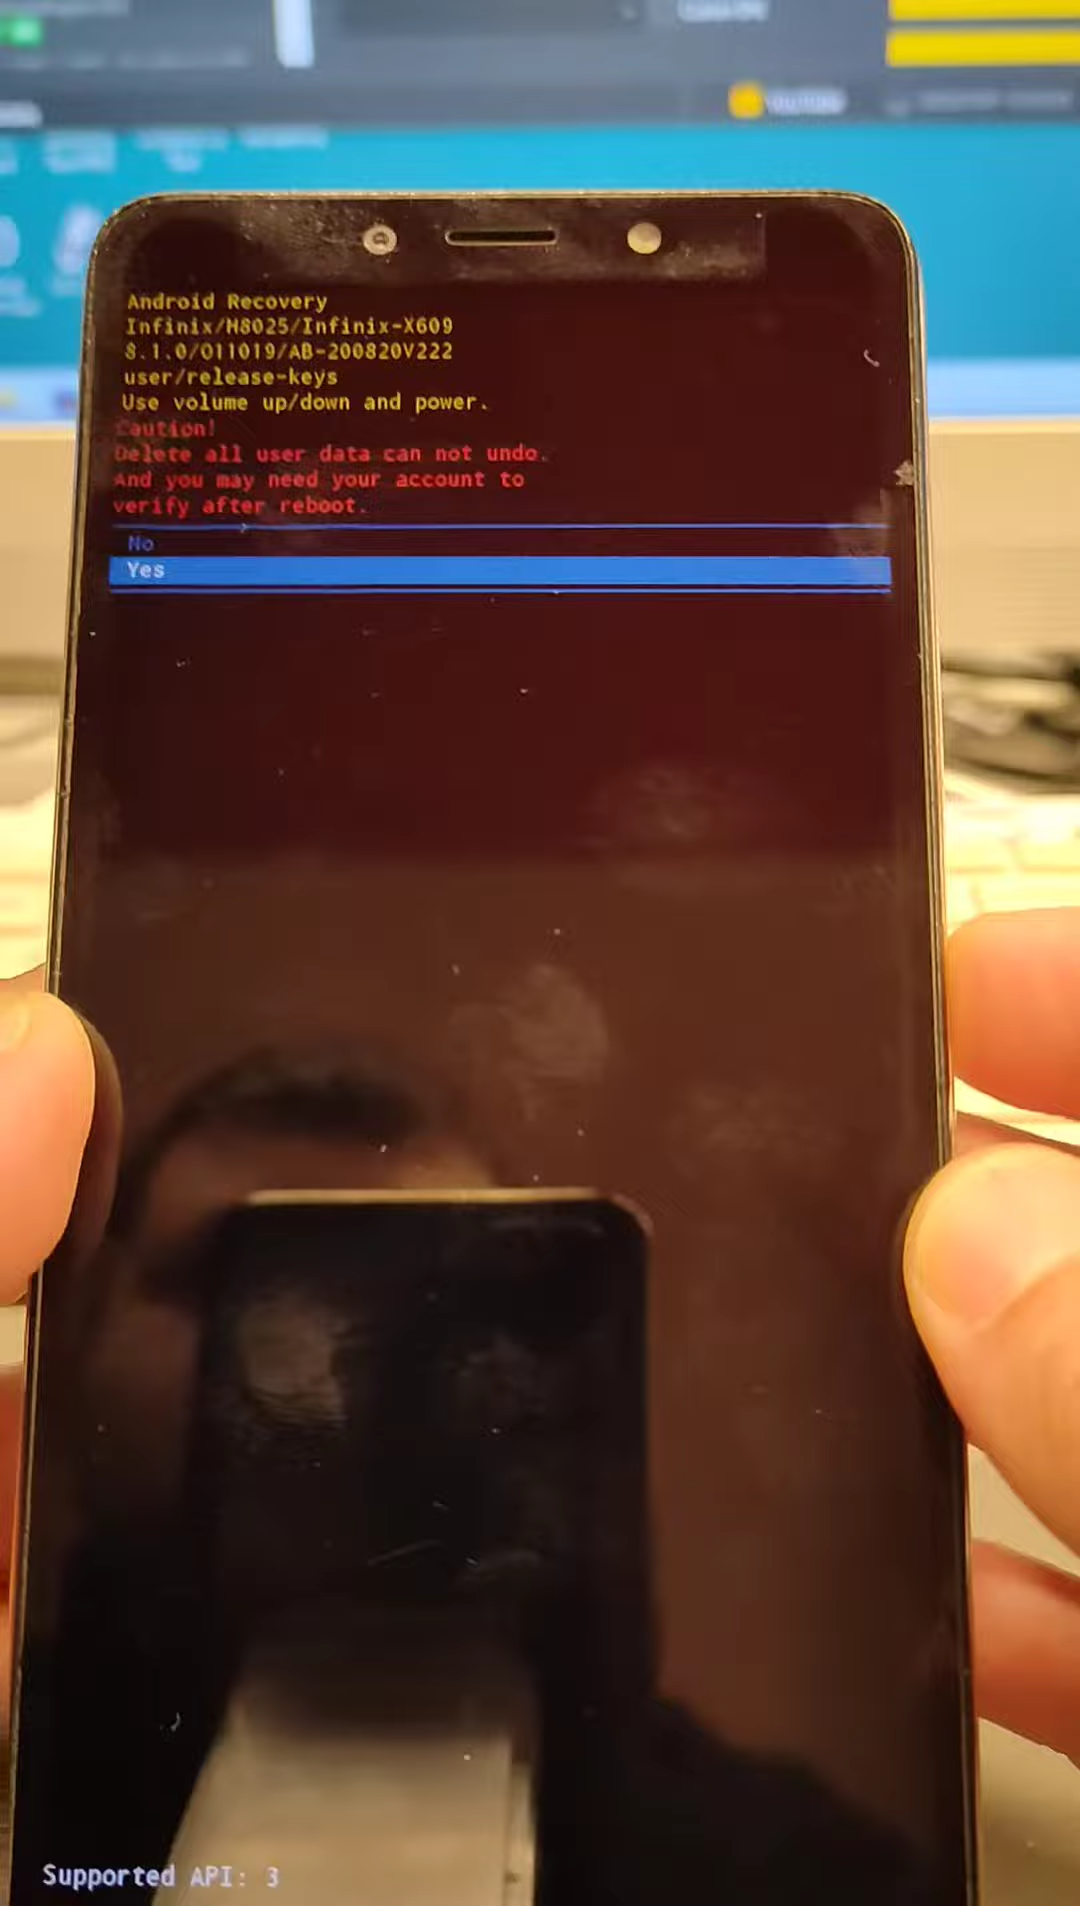 Android Recovery
Infinix/H8025/Infinix-X609
8.1.0/O11019/AB-200820V222
user/release-keys
Use volume up/down and power.
Caution!
Delete all user data can not undo.
And you may need your account to
verify after reboot.
No
Yes
Supported API: 3